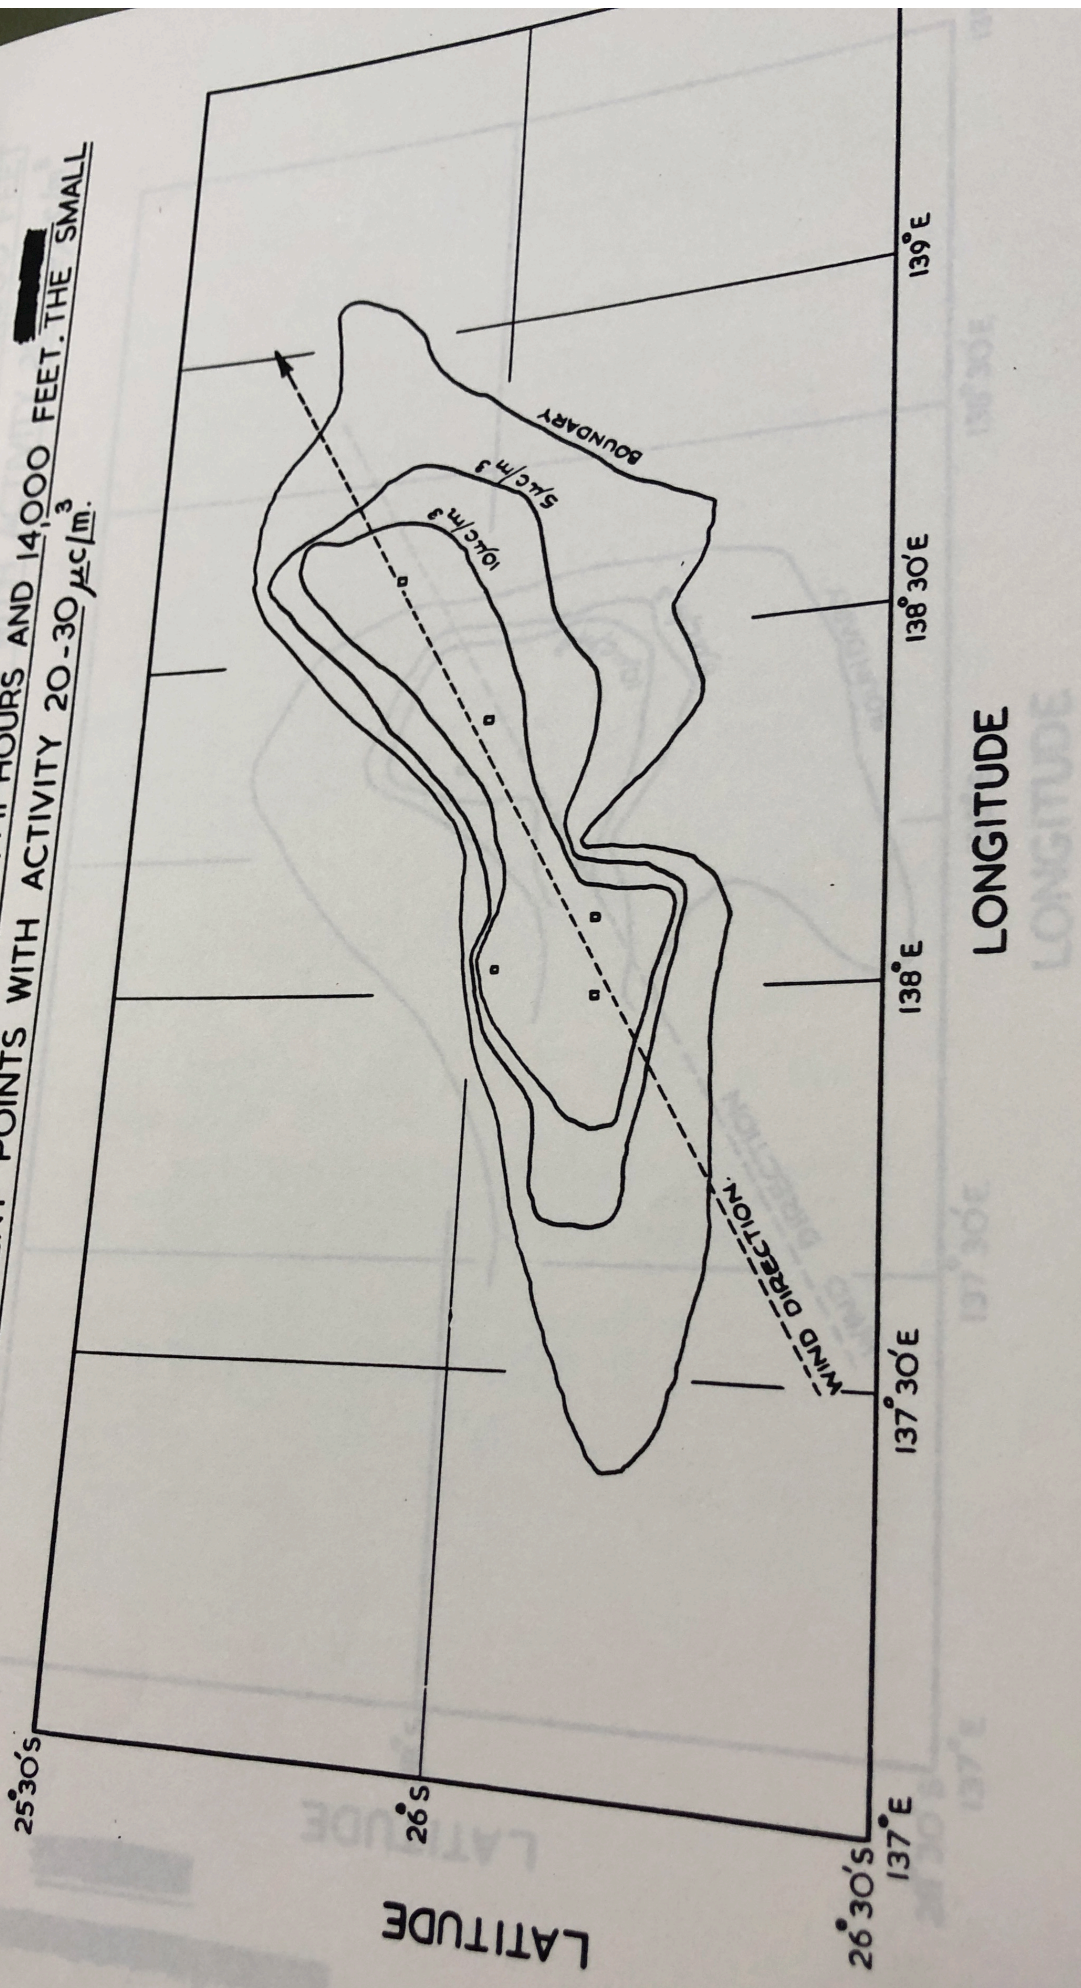 HOURS AND 14,000 FEET. THE SMALL
POINTS WITH ACTIVITY 20-30 μc/m³.
25°30'S
26°S
26°30'S
LATITUDE
BOUNDARY
5μc/m³
10μc/m³
WIND DIRECTION.
137°E
137°30'E
138°E
138°30'E
139°E
LONGITUDE